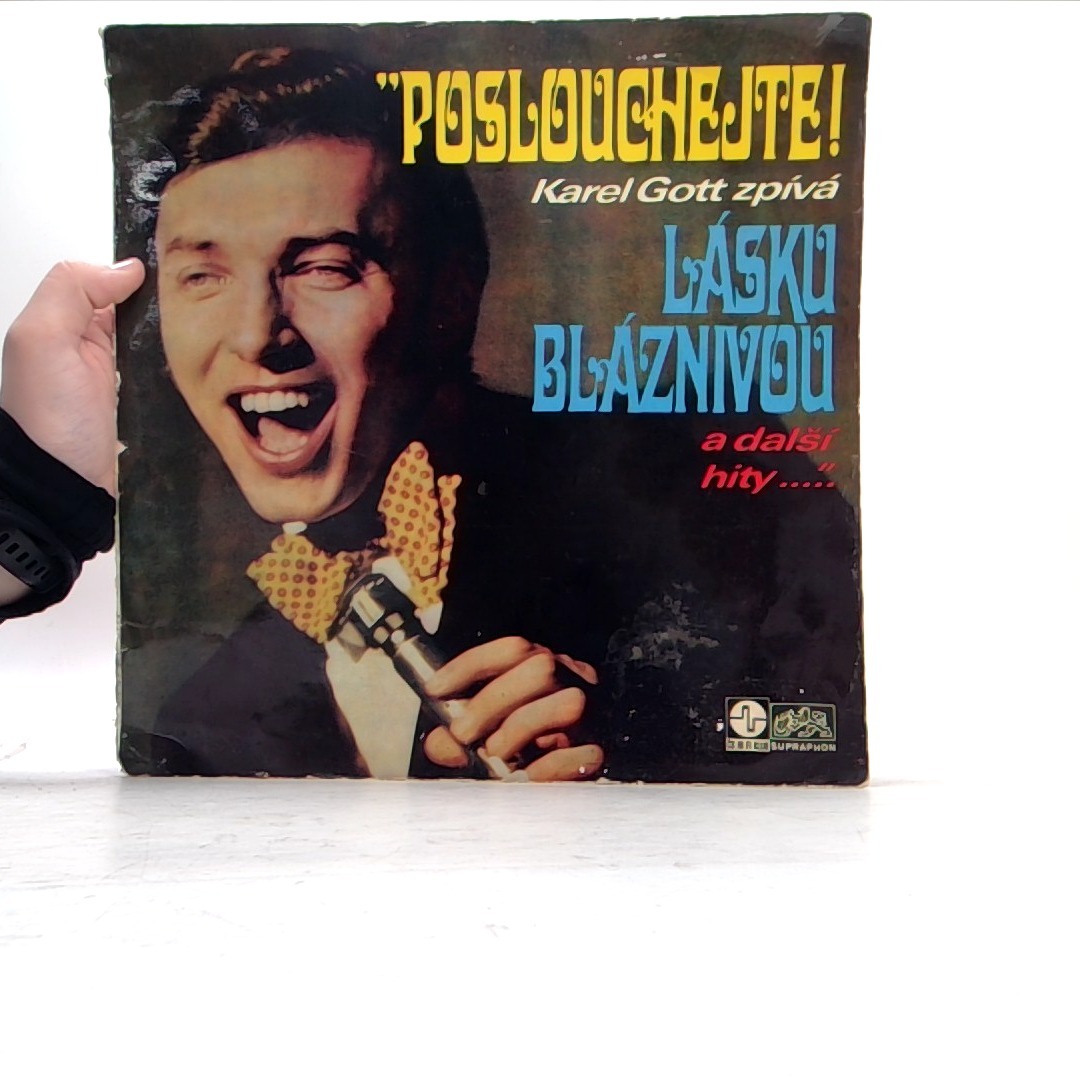 "POSLOUCHEJTE!
Karel Gott zpívá
LÁSKU
BLÁZNIVOU
a další
hity....."
SUPRAPHON